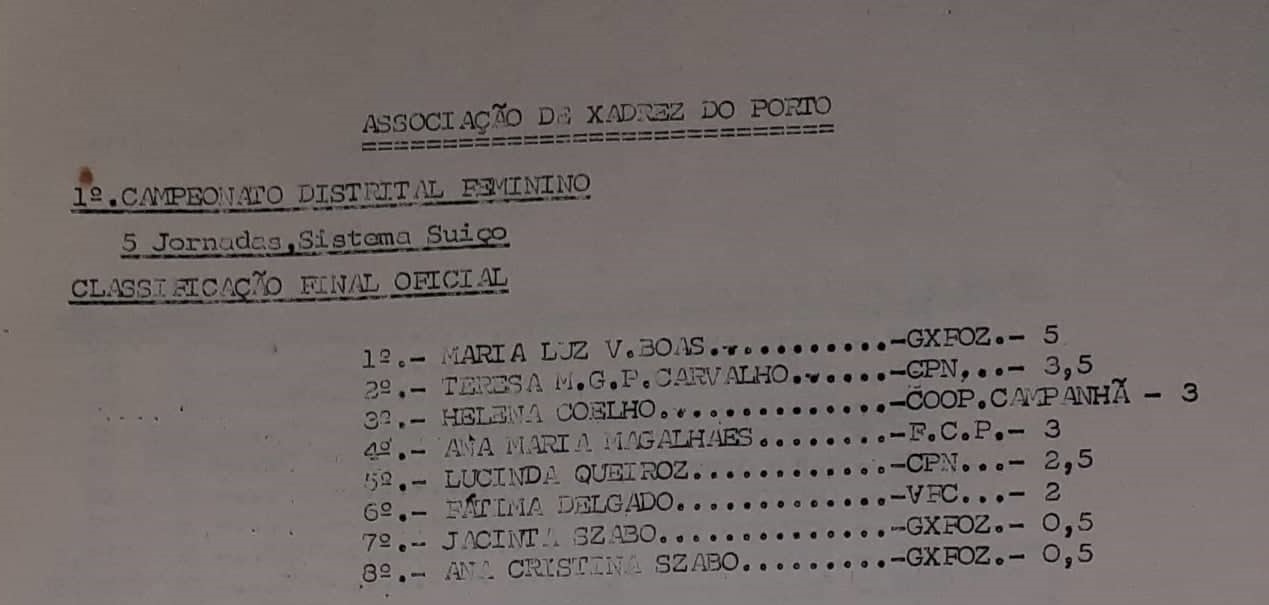 ASSOCIAÇÃO DE XADREZ DO PORTO
1º.CAMPEONATO DISTRITAL FEMININO
5 Jornadas,Sistema Suiço
CLASSIFICAÇÃO FINAL OFICIAL
1º.- MARIA LUZ V.BOAS............-GXFOZ.- 5
2º.- TERESA M.G.P.CARVALHO.......-CPN,..- 3,5
3º.- HELENA COELHO...............-COOP.CAMPANHÃ - 3
4º.- ANA MARIA MAGALHAES.........-F.C.P.- 3
5º.- LUCINDA QUEIROZ.............-CPN...- 2,5
6º.- FÁTIMA DELGADO..............-VFC...- 2
7º.- JACINTA SZABO...............-GXFOZ.- 0,5
8º.- ANA CRISTINA SZABO..........-GXFOZ.- 0,5